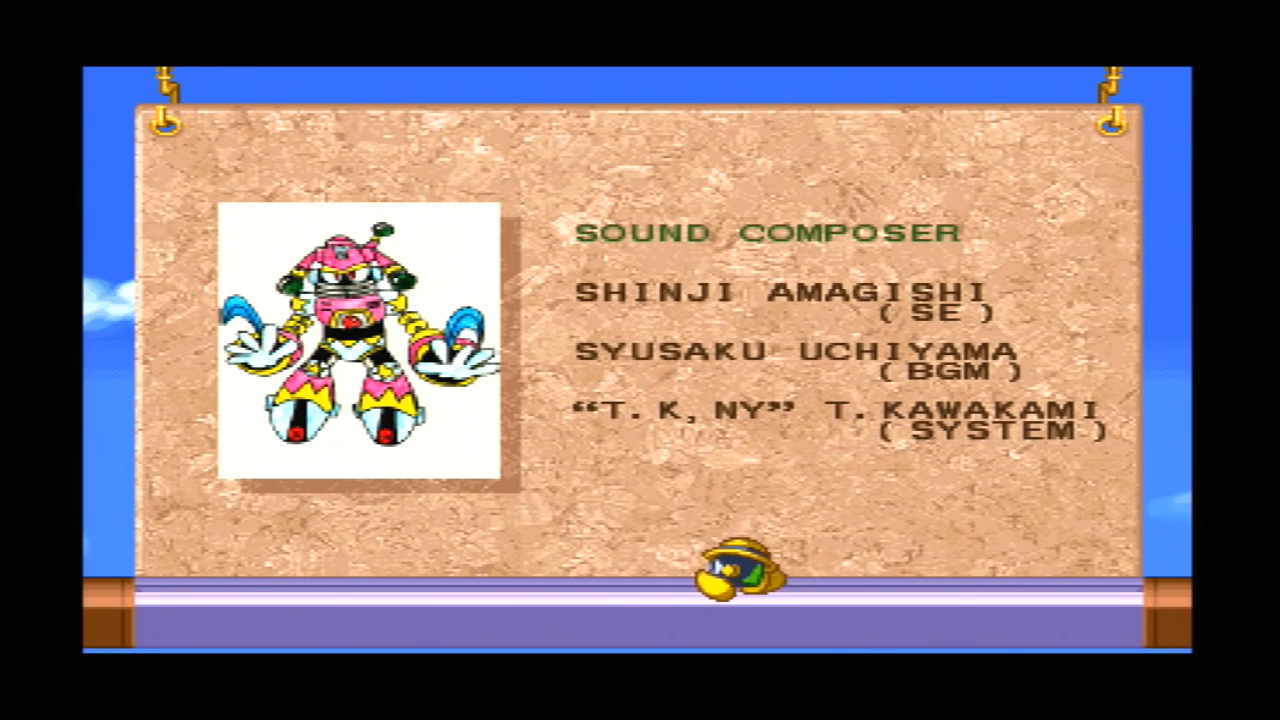 SOUND COMPOSER
SHINJI AMAGISHI
( SE )
SYUSAKU UCHIYAMA
( BGM )
“T. K, NY” T. KAWAKAMI
( SYSTEM )